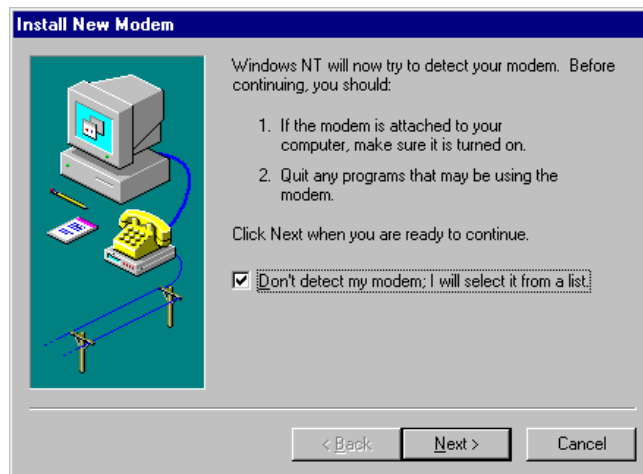 Install New Modem
Windows NT will now try to detect your modem. Before
continuing, you should:
1. If the modem is attached to your
computer, make sure it is turned on.
2. Quit any programs that may be using the
modem.
Click Next when you are ready to continue.
Don't detect my modem; I will select it from a list.
< Back
Next >
Cancel